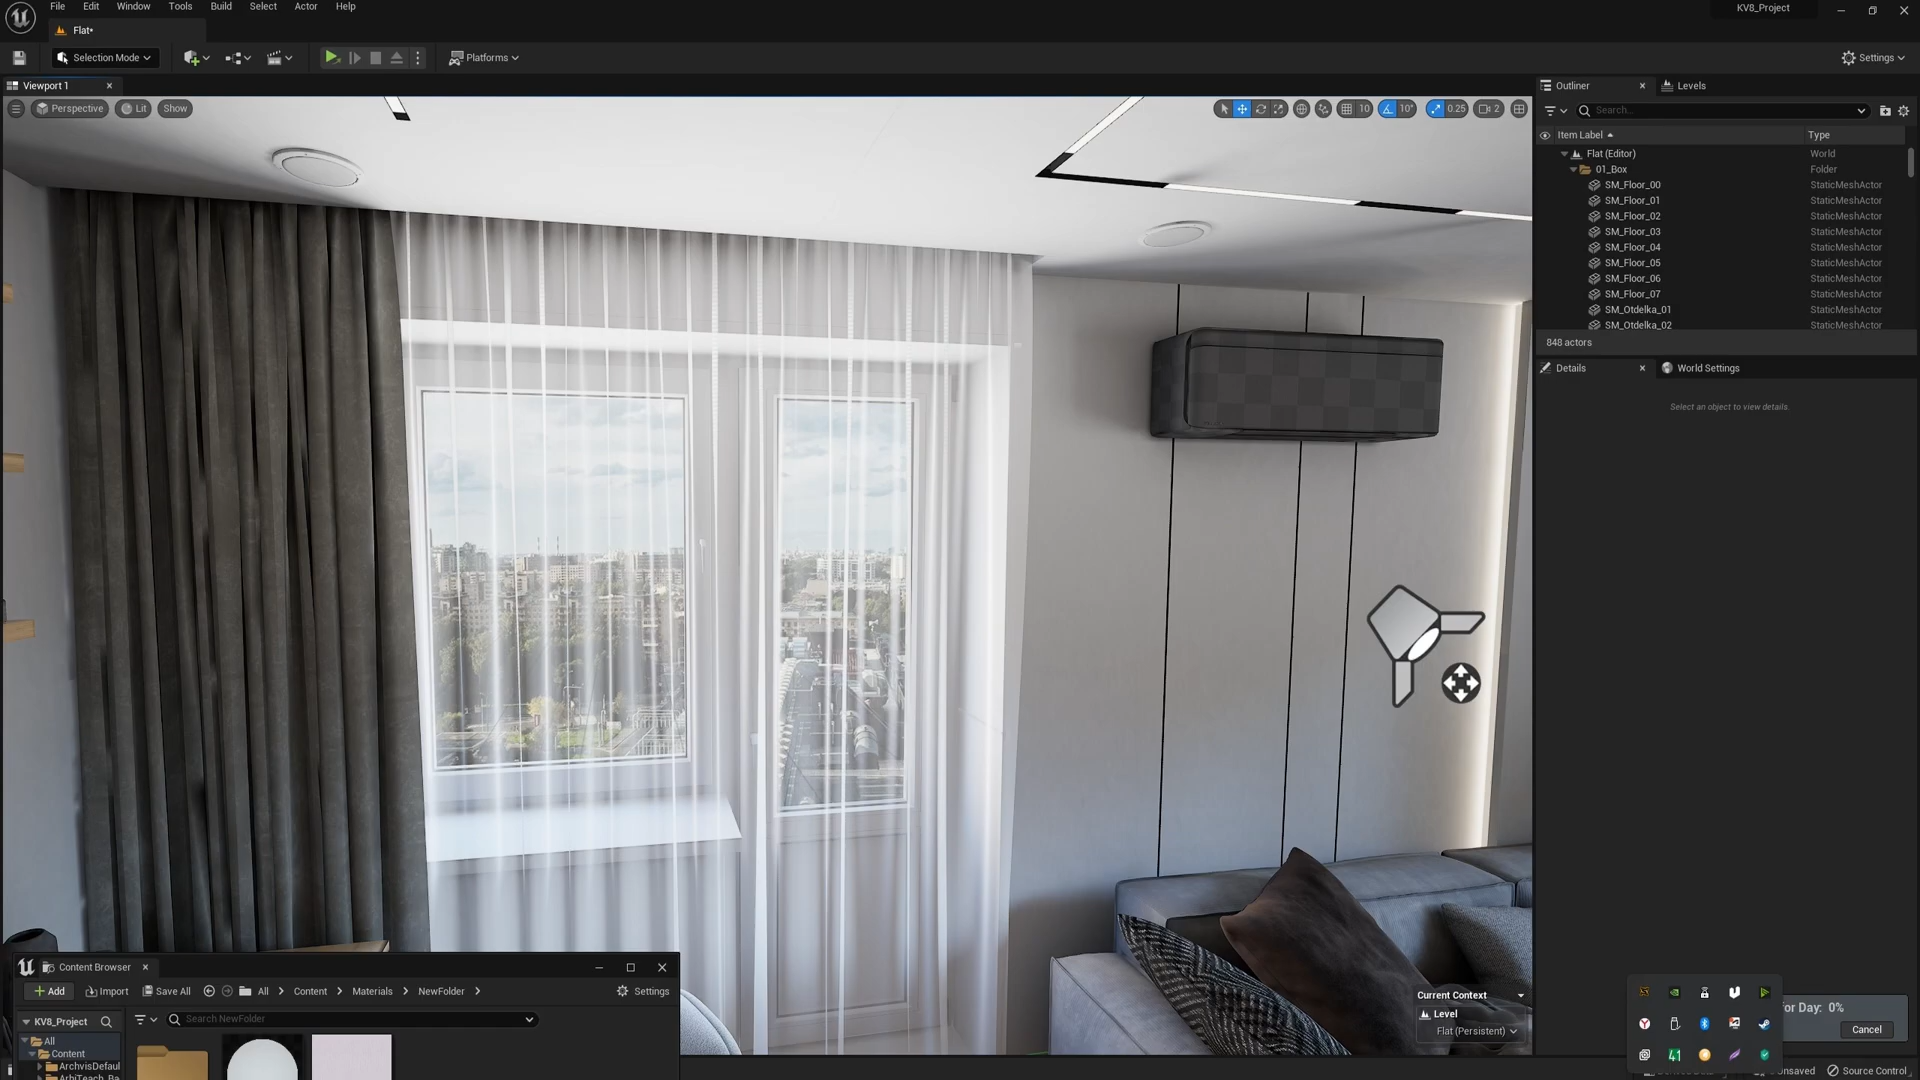 File Edit Window Tools Build Select Actor Help
KV8_Project
Flat•
Selection Mode
Platforms
Settings
Viewport 1
Outliner
Levels
Perspective
Lit
Show
10
10°
0.25
2
Search...
Item Label
Type
Flat (Editor) World
01_Box Folder
SM_Floor_00 StaticMeshActor
SM_Floor_01 StaticMeshActor
SM_Floor_02 StaticMeshActor
SM_Floor_03 StaticMeshActor
SM_Floor_04 StaticMeshActor
SM_Floor_05 StaticMeshActor
SM_Floor_06 StaticMeshActor
SM_Floor_07 StaticMeshActor
SM_Otdelka_01 StaticMeshActor
SM_Otdelka_02 StaticMeshActor
848 actors
Details
World Settings
Select an object to view details.
Content Browser
Add
Import
Save All
All
Content
Materials
NewFolder
Settings
KV8_Project
Search NewFolder
All
Content
ArchvisDefaul
Current Context
Level
Flat (Persistent)
for Day: 0%
Cancel
41
nsaved
Source Control